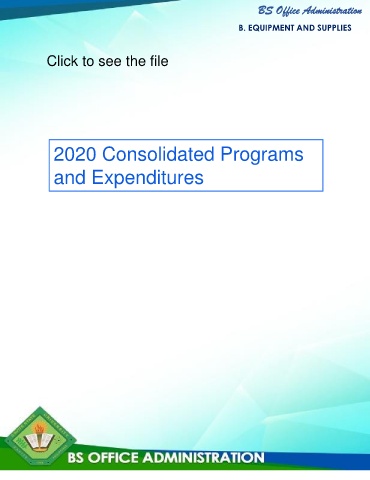 BS Office Administration
B. EQUIPMENT AND SUPPLIES
Click to see the file
2020 Consolidated Programs
and Expenditures
BS OFFICE ADMINISTRATION